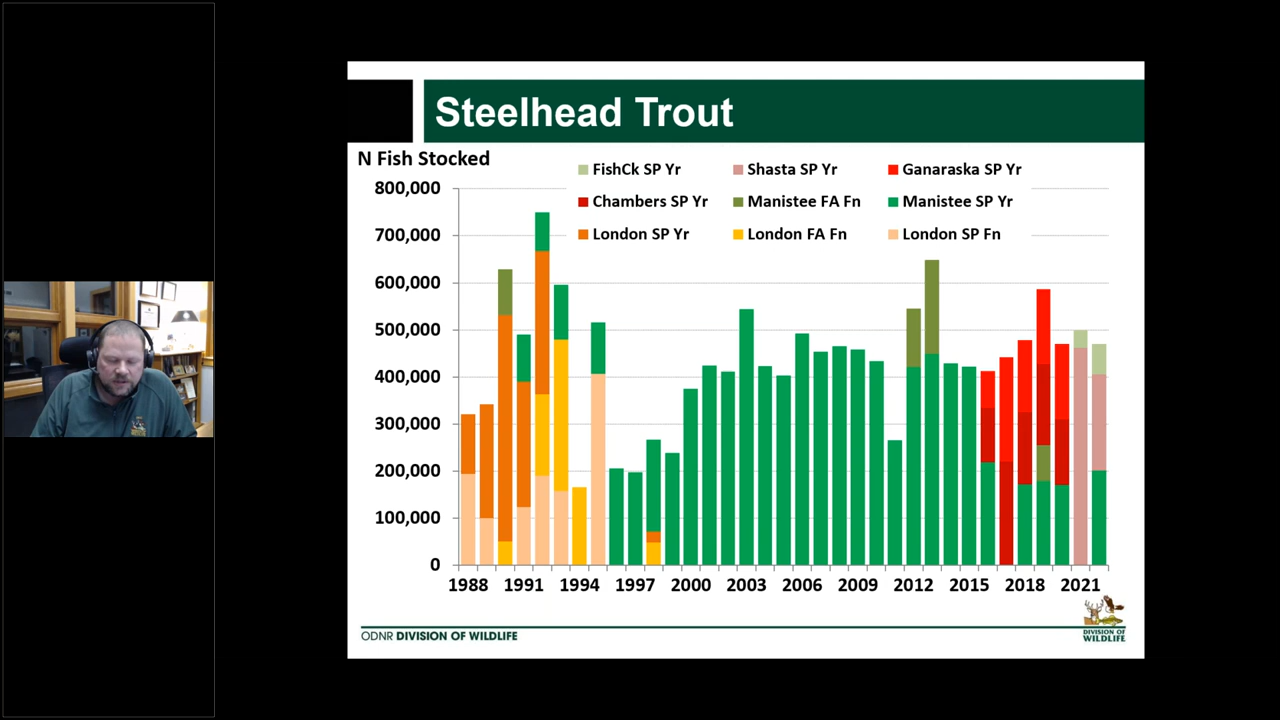 Steelhead Trout
N Fish Stocked
FishCk SP Yr
Shasta SP Yr
Ganaraska SP Yr
Chambers SP Yr
Manistee FA Fn
Manistee SP Yr
London SP Yr
London FA Fn
London SP Fn
800,000
700,000
600,000
500,000
400,000
300,000
200,000
100,000
0
1988 1991 1994 1997 2000 2003 2006 2009 2012 2015 2018 2021
ODNR DIVISION OF WILDLIFE
DIVISION OF
WILDLIFE